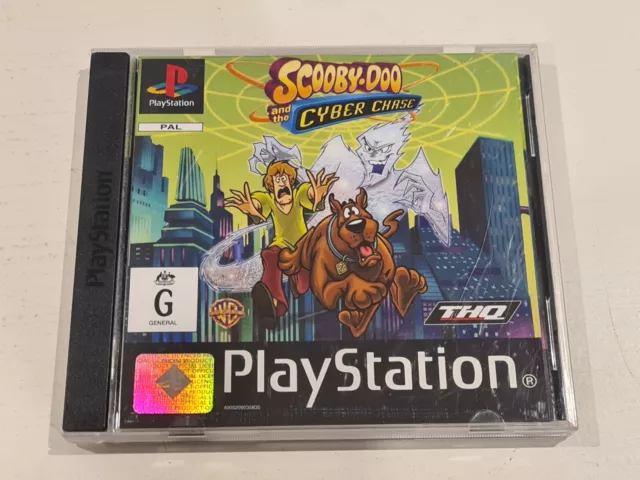 PlayStation
PlayStation
PAL
SCOOBY-DOO
and the
CYBER CHASE
G
GENERAL
THQ
PlayStation®